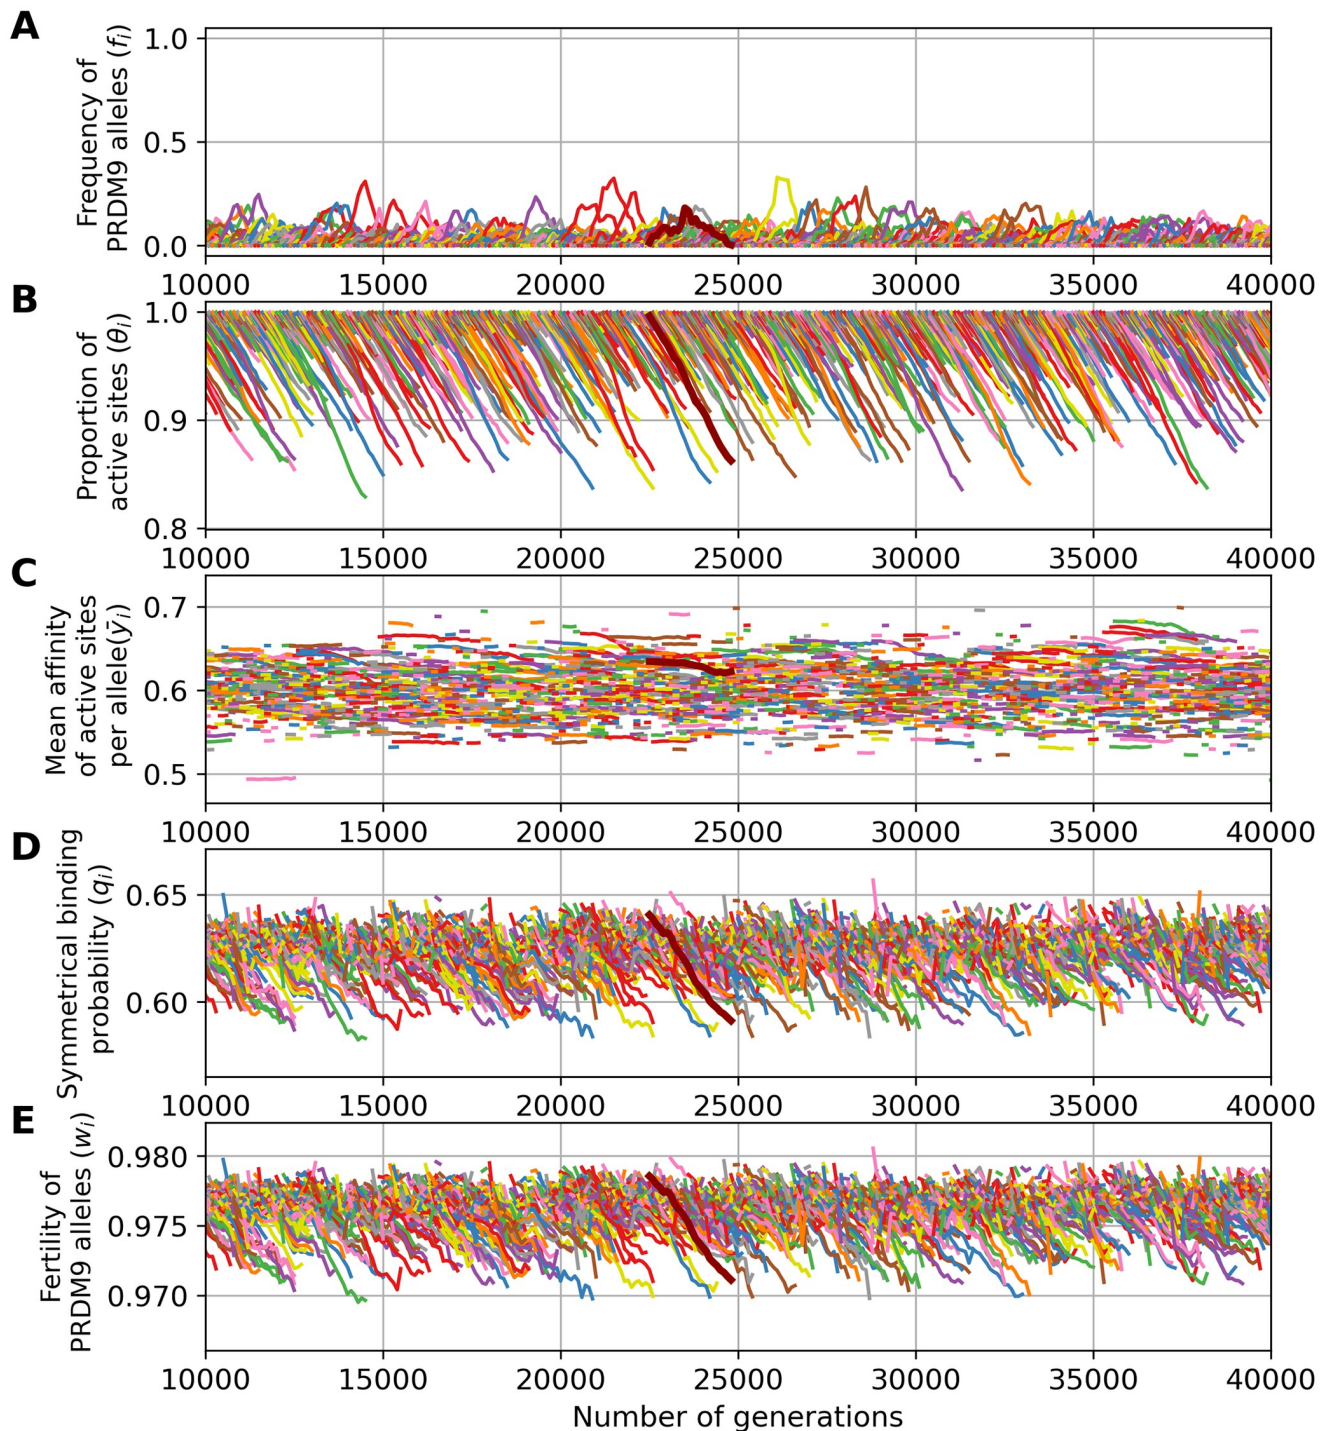 A
Frequency of
PRDM9 alleles (fᵢ)
1.0
0.5
0.0
10000 15000 20000 25000 30000 35000 40000
B
Proportion of
active sites (θᵢ)
1.0
0.9
0.8
10000 15000 20000 25000 30000 35000 40000
C
Mean affinity
of active sites
per allele(ȳᵢ)
0.7
0.6
0.5
10000 15000 20000 25000 30000 35000 40000
D
Symmetrical binding
probability (qᵢ)
0.65
0.60
10000 15000 20000 25000 30000 35000 40000
E
Fertility of
PRDM9 alleles (wᵢ)
0.980
0.975
0.970
10000 15000 20000 25000 30000 35000 40000
Number of generations